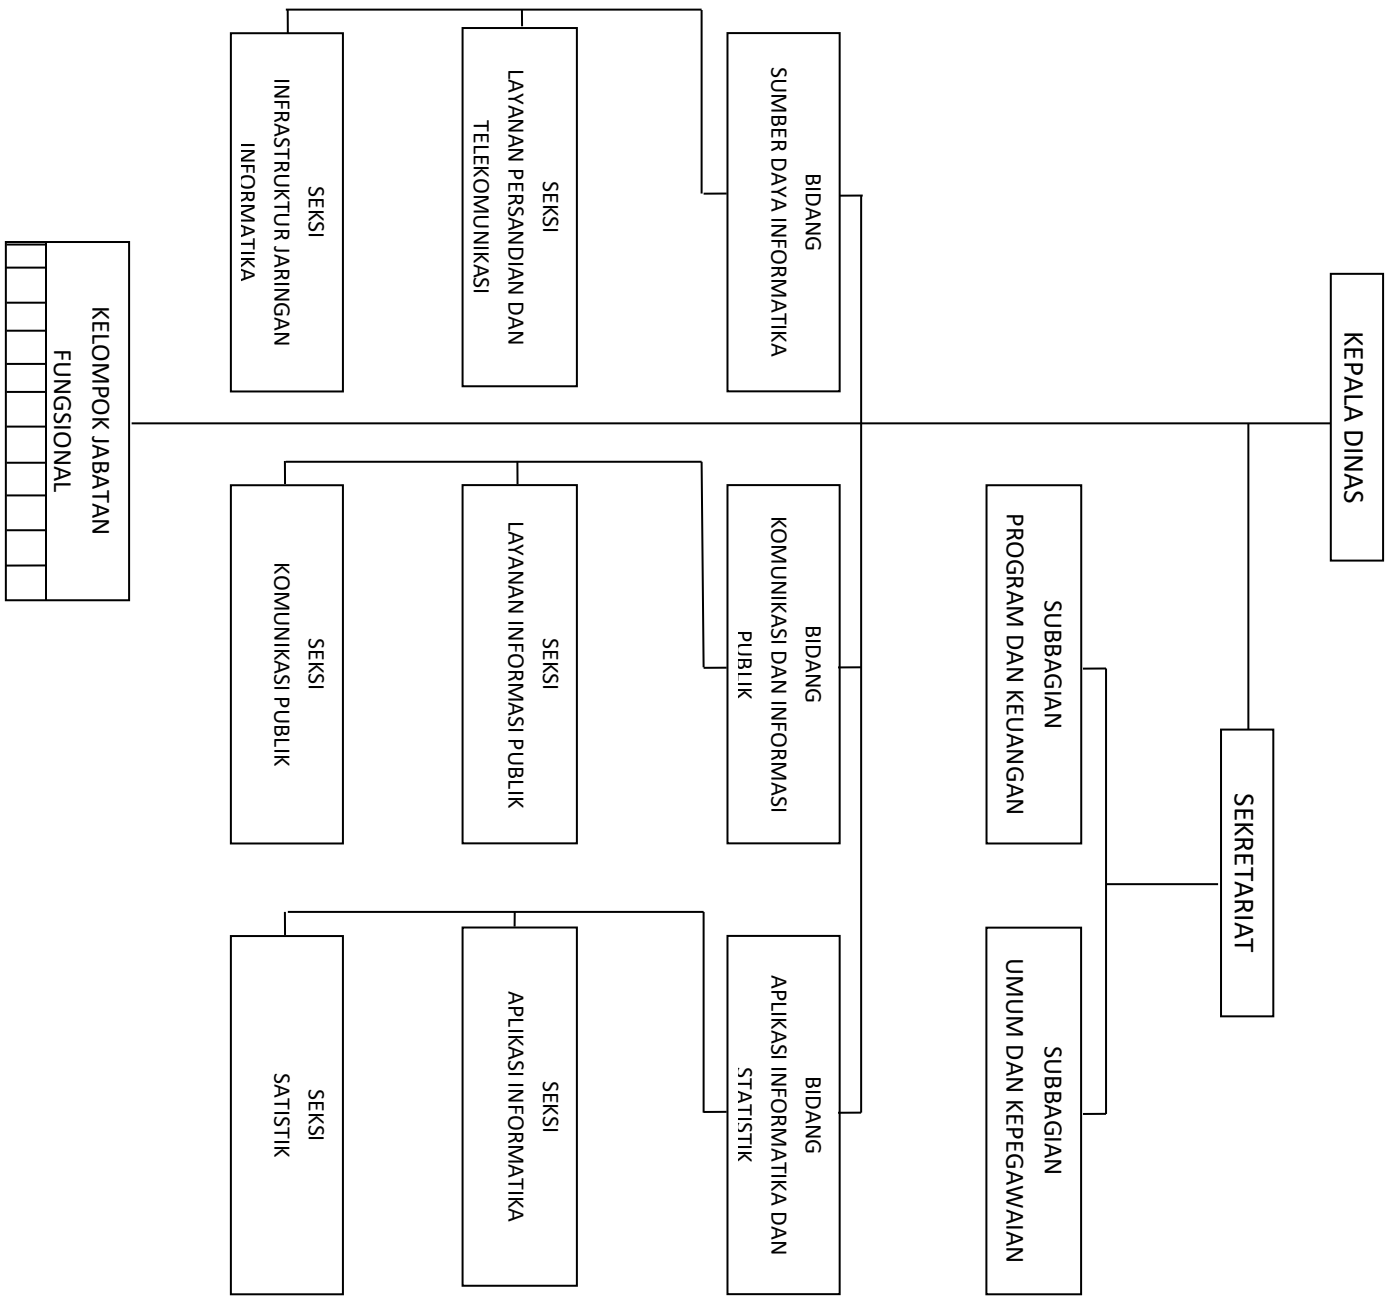 KEPALA DINAS
SEKRETARIAT
SUBBAGIAN
PROGRAM DAN KEUANGAN
SUBBAGIAN
UMUM DAN KEPEGAWAIAN
BIDANG
SUMBER DAYA INFORMATIKA
BIDANG
KOMUNIKASI DAN INFORMASI
PUBLIK
BIDANG
APLIKASI INFORMATIKA DAN
STATISTIK
SEKSI
LAYANAN PERSANDIAN DAN
TELEKOMUNIKASI
SEKSI
LAYANAN INFORMASI PUBLIK
SEKSI
APLIKASI INFORMATIKA
SEKSI
INFRASTRUKTUR JARINGAN
INFORMATIKA
SEKSI
KOMUNIKASI PUBLIK
SEKSI
SATISTIK
KELOMPOK JABATAN
FUNGSIONAL